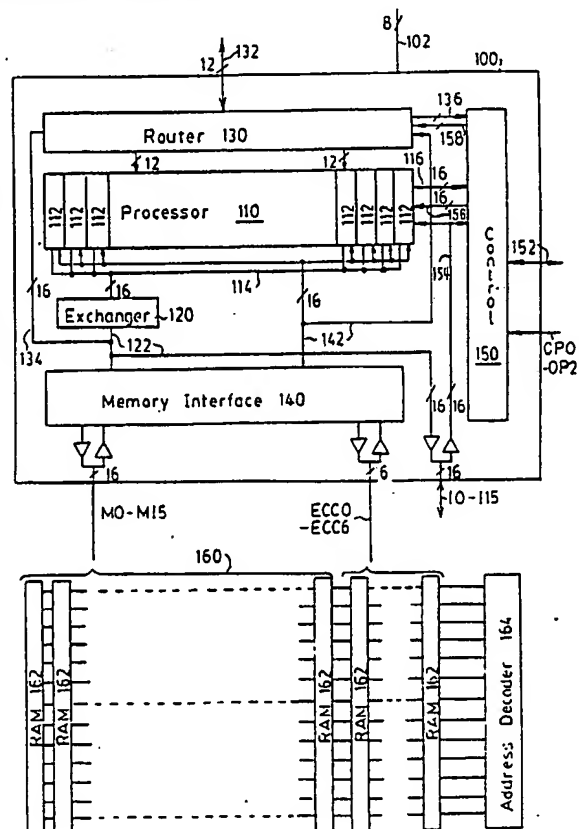 8
102
132
12
100
136
158
Router 130
12
12
116
16
16
156
112
112
112
Processor 110
112
112
112
112
Control
150
152
154
16
114
16
16
Exchanger
120
134
122
142
CP0
-OP2
Memory Interface 140
16
16
16
6
16
I0-I15
M0-M15
ECC0
-ECC6
160
RAM 162
RAM 162
RAM 162
RAM 162
RAM 162
Address Decoder 164